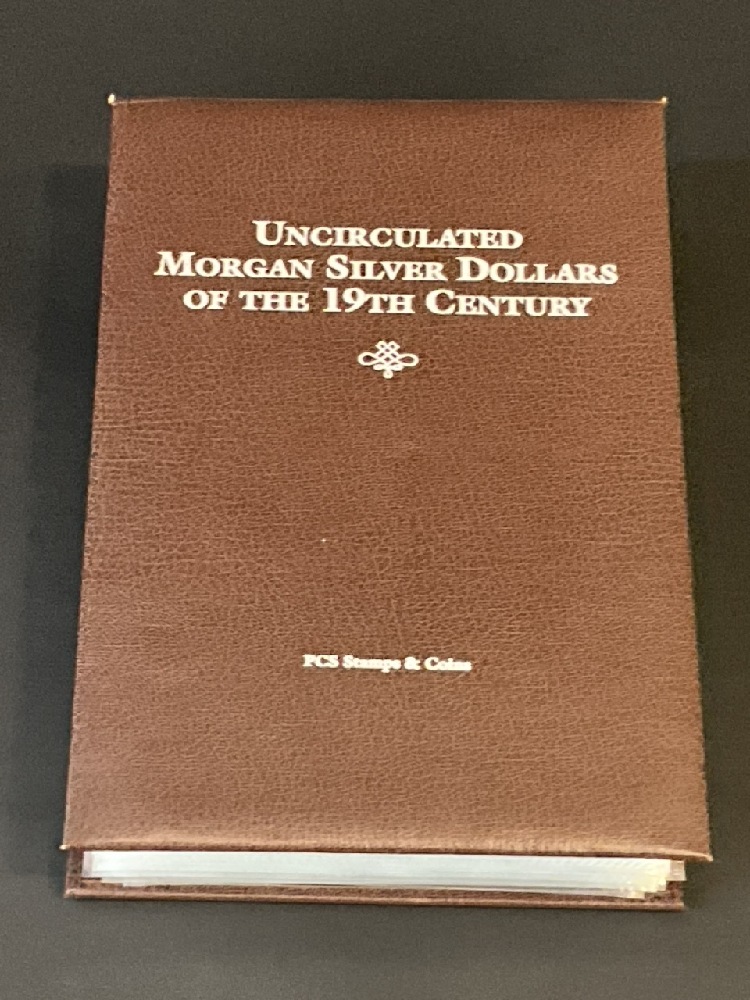 UNCIRCULATED
MORGAN SILVER DOLLARS
OF THE 19TH CENTURY
PCS Stamps & Coins